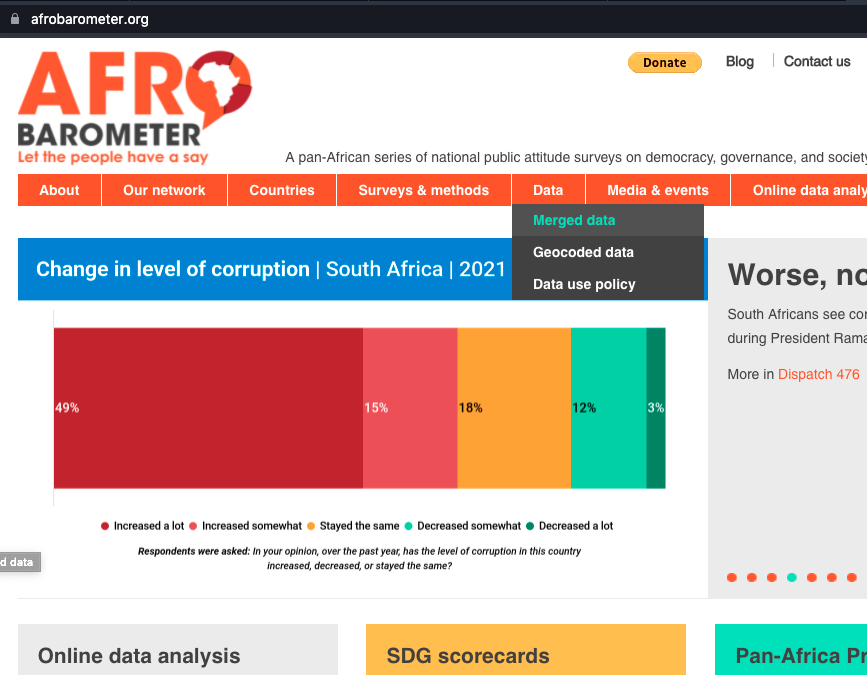 afrobarometer.org
Donate
Blog
Contact us
AFRO
BAROMETER
Let the people have a say
A pan-African series of national public attitude surveys on democracy, governance, and society
About
Our network
Countries
Surveys & methods
Data
Media & events
Online data analy
Merged data
Geocoded data
Data use policy
Change in level of corruption | South Africa | 2021
49%
15%
18%
12%
3%
Increased a lot
Increased somewhat
Stayed the same
Decreased somewhat
Decreased a lot
Respondents were asked: In your opinion, over the past year, has the level of corruption in this country
increased, decreased, or stayed the same?
Worse, no
South Africans see cor
during President Rama
More in Dispatch 476
d data
Online data analysis
SDG scorecards
Pan-Africa Pr